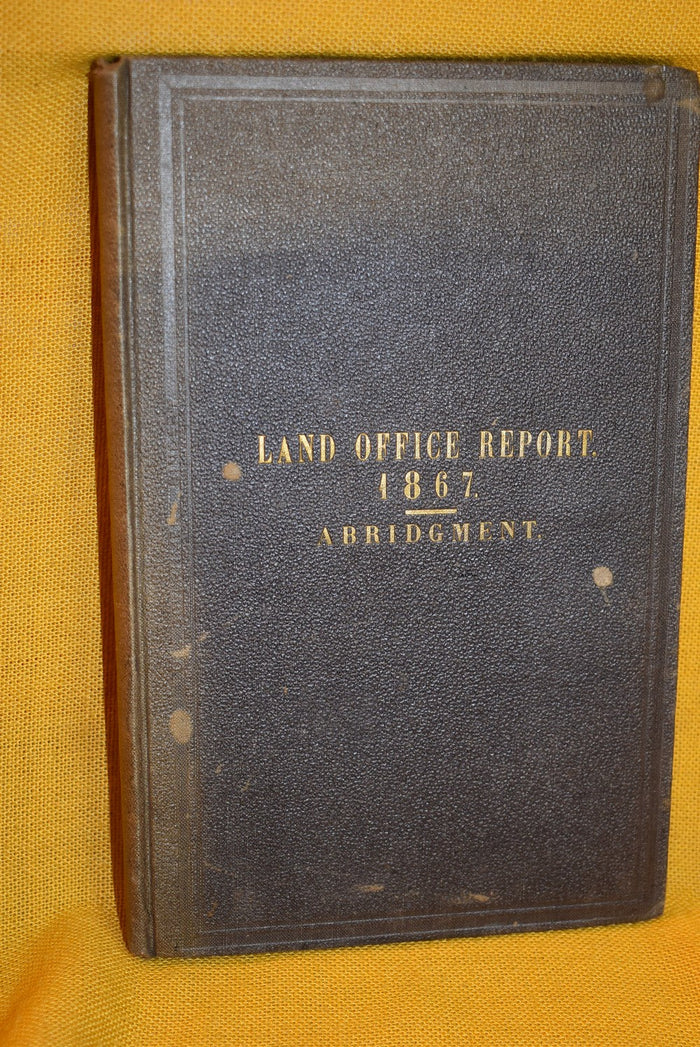 LAND OFFICE REPORT.
1867.
ABRIDGMENT.